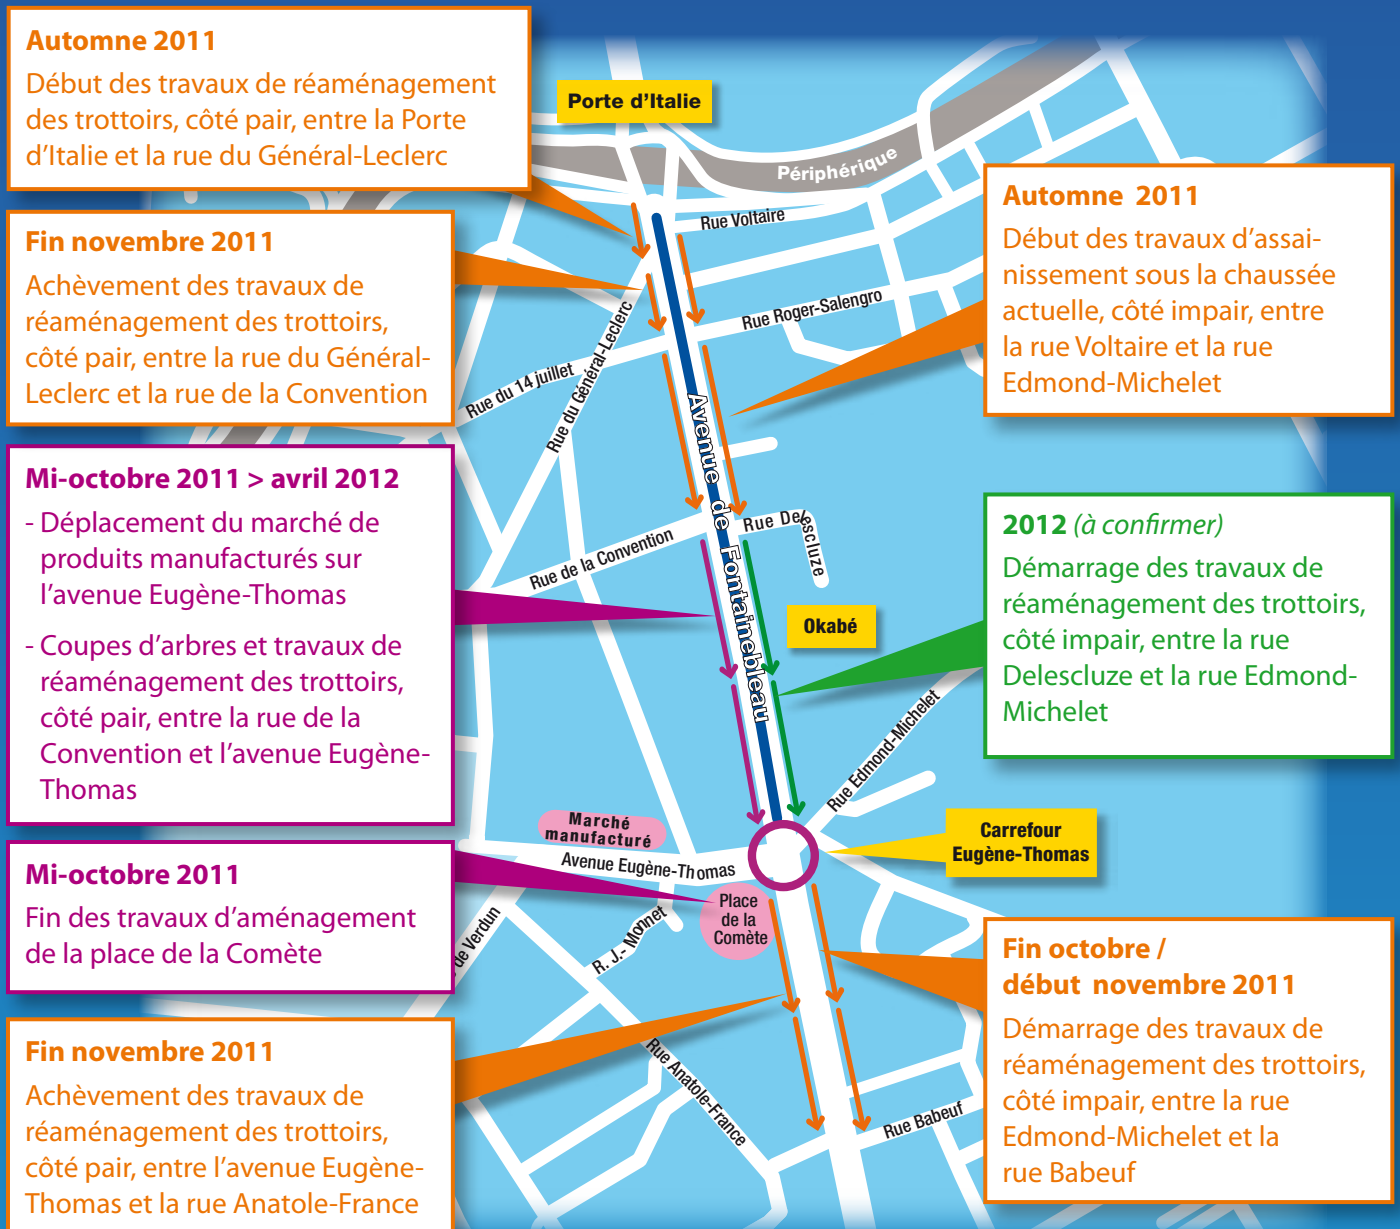 Automne 2011
Début des travaux de réaménagement
des trottoirs, côté pair, entre la Porte
d'Italie et la rue du Général-Leclerc
Fin novembre 2011
Achèvement des travaux de
réaménagement des trottoirs,
côté pair, entre la rue du Général-
Leclerc et la rue de la Convention
Mi-octobre 2011 > avril 2012
- Déplacement du marché de
produits manufacturés sur
l'avenue Eugène-Thomas
- Coupes d'arbres et travaux de
réaménagement des trottoirs,
côté pair, entre la rue de la
Convention et l'avenue Eugène-
Thomas
Mi-octobre 2011
Fin des travaux d'aménagement
de la place de la Comète
Fin novembre 2011
Achèvement des travaux de
réaménagement des trottoirs,
côté pair, entre l'avenue Eugène-
Thomas et la rue Anatole-France
Porte d'Italie
Périphérique
Rue Voltaire
Rue Roger-Salengro
Rue du 14 juillet
Rue du Général-Leclerc
Avenue de Fontainebleau
Rue Delescluze
Rue de la Convention
Okabé
Rue Edmond-Michelet
Marché
manufacturé
Avenue Eugène-Thomas
Carrefour
Eugène-Thomas
Place
de la
Comète
de Verdun
R. J.- Monnet
Rue Anatole-France
Rue Babeuf
Automne 2011
Début des travaux d'assai-
nissement sous la chaussée
actuelle, côté impair, entre
la rue Voltaire et la rue
Edmond-Michelet
2012 (à confirmer)
Démarrage des travaux de
réaménagement des trottoirs,
côté impair, entre la rue
Delescluze et la rue Edmond-
Michelet
Fin octobre /
début novembre 2011
Démarrage des travaux de
réaménagement des trottoirs,
côté impair, entre la rue
Edmond-Michelet et la
rue Babeuf